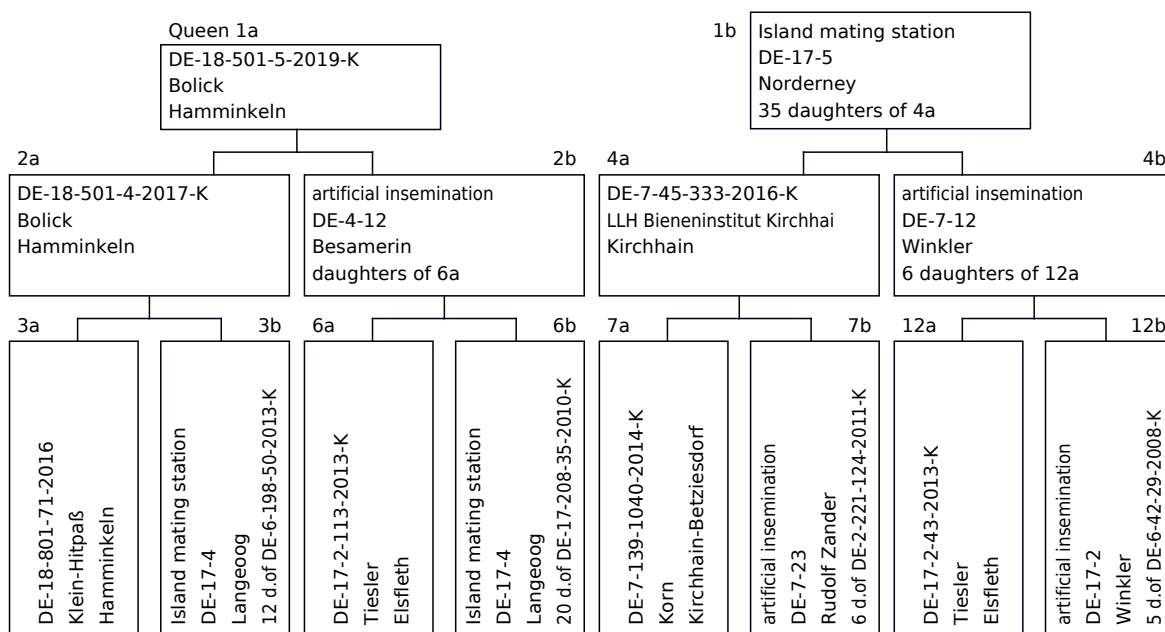 Queen 1a
DE-18-501-5-2019-K
Bolick
Hamminkeln
1b
Island mating station
DE-17-5
Norderney
35 daughters of 4a
2a
DE-18-501-4-2017-K
Bolick
Hamminkeln
2b
artificial insemination
DE-4-12
Besamerin
daughters of 6a
4a
DE-7-45-333-2016-K
LLH Bieneninstitut Kirchhai
Kirchhain
4b
artificial insemination
DE-7-12
Winkler
6 daughters of 12a
3a
DE-18-801-71-2016
Klein-Hitpaß
Hamminkeln
3b
Island mating station
DE-17-4
Langeoog
12 d.of DE-6-198-50-2013-K
6a
DE-17-2-113-2013-K
Tiesler
Elsfleth
6b
Island mating station
DE-17-4
Langeoog
20 d.of DE-17-208-35-2010-K
7a
DE-7-139-1040-2014-K
Korn
Kirchhain-Betziesdorf
7b
artificial insemination
DE-7-23
Rudolf Zander
6 d.of DE-2-221-124-2011-K
12a
DE-17-2-43-2013-K
Tiesler
Elsfleth
12b
artificial insemination
DE-17-2
Winkler
5 d.of DE-6-42-29-2008-K